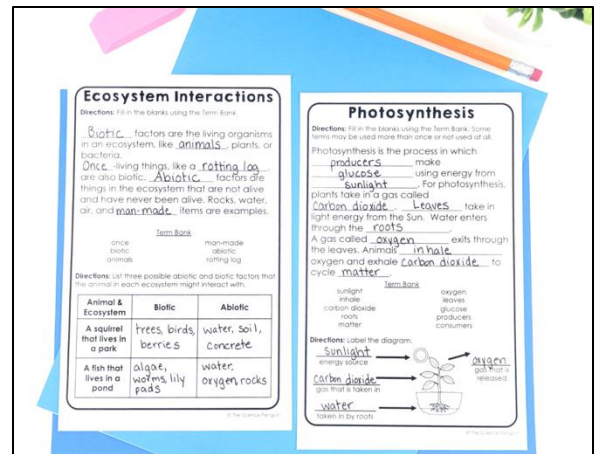 Ecosystem Interactions
Directions: Fill in the blanks using the Term Bank.
Biotic factors are the living organisms
in an ecosystem, like animals, plants, or
bacteria.
Once -living things, like a rotting log
are also biotic. Abiotic factors are
things in the ecosystem that are not alive
and have never been alive. Rocks, water,
air, and man-made items are examples.
Term Bank
once man-made
biotic abiotic
animals rotting log
Directions: List three possible abiotic and biotic factors that
the animal in each ecosystem might interact with.
Animal &
Ecosystem Biotic Abiotic
A squirrel
that lives in
a park
trees, birds,
berries
water, soil,
concrete
A fish that
lives in a
pond
algae,
worms, lily
pads
water,
oxygen, rocks
© The Science Penguin
Photosynthesis
Directions: Fill in the blanks using the Term Bank. Some
terms may be used more than once or not used at all.
Photosynthesis is the process in which
producers make
glucose using energy from
sunlight. For photosynthesis,
plants take in a gas called
carbon dioxide. Leaves take in
light energy from the Sun. Water enters
through the roots.
A gas called oxygen exits through
the leaves. Animals inhale
oxygen and exhale carbon dioxide to
cycle matter.
Term Bank
sunlight oxygen
inhale leaves
carbon dioxide glucose
roots producers
matter consumers
Directions: Label the diagram.
sunlight
energy source
carbon dioxide
gas that is taken in
water
taken in by roots
oxygen
gas that is
released
© The Science Penguin